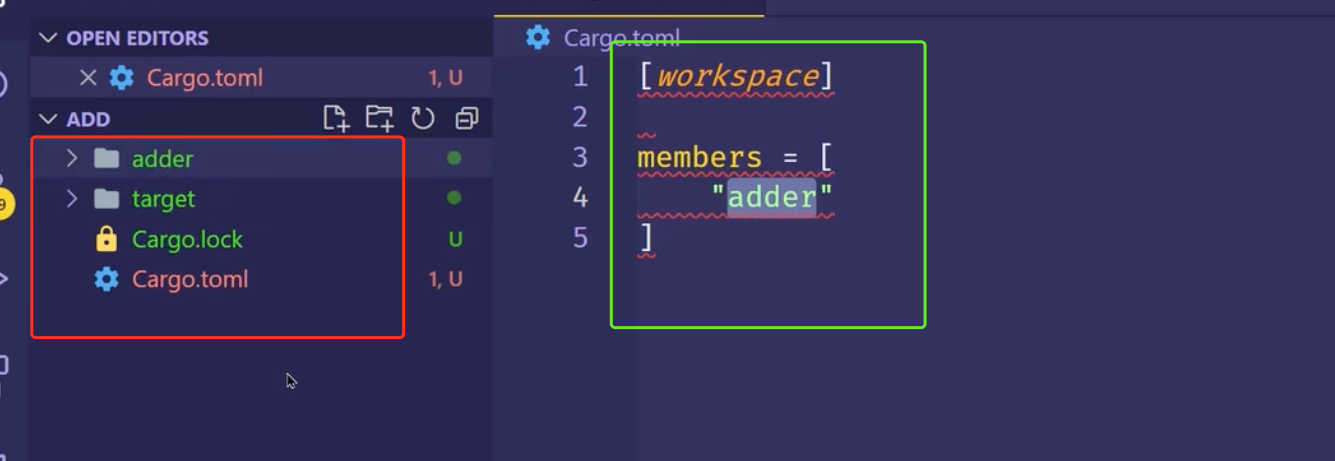 OPEN EDITORS
Cargo.toml 1, U
ADD
adder
target
Cargo.lock U
Cargo.toml 1, U
9
Cargo.toml
1 [workspace]
2
3 members = [
4 "adder"
5 ]